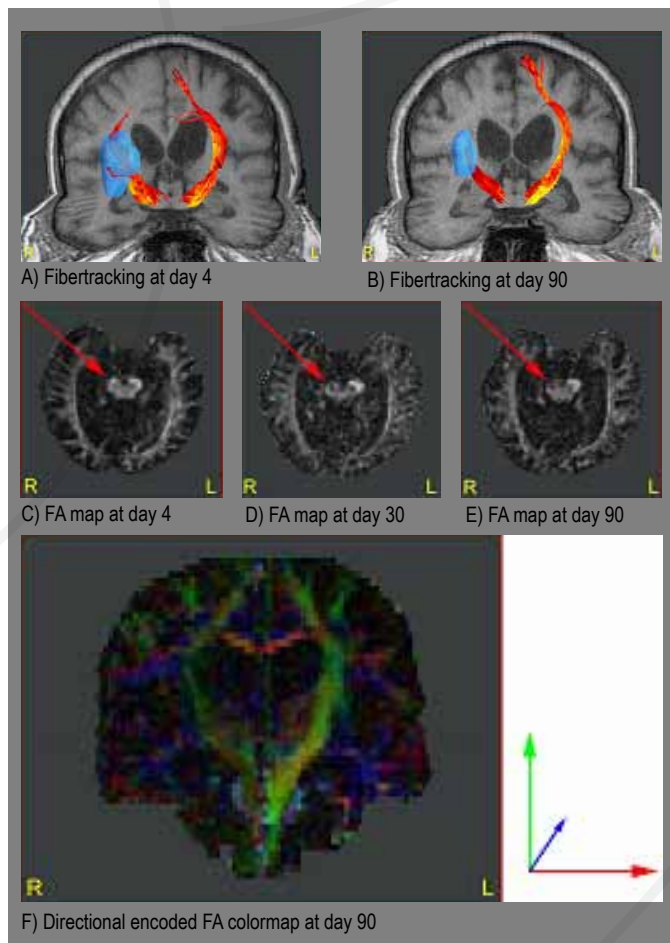 R L
R L
A) Fibertracking at day 4 B) Fibertracking at day 90
R L R L R L
C) FA map at day 4 D) FA map at day 30 E) FA map at day 90
R L
F) Directional encoded FA colormap at day 90